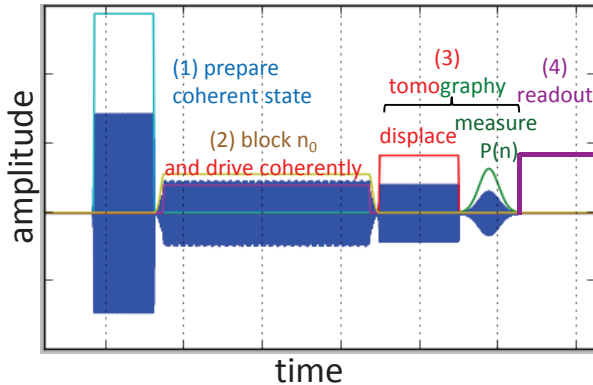 (1) prepare
coherent state
(2) block n₀
and drive coherently
(3)
tomography
displace
measure
P(n)
(4)
readout
amplitude
time